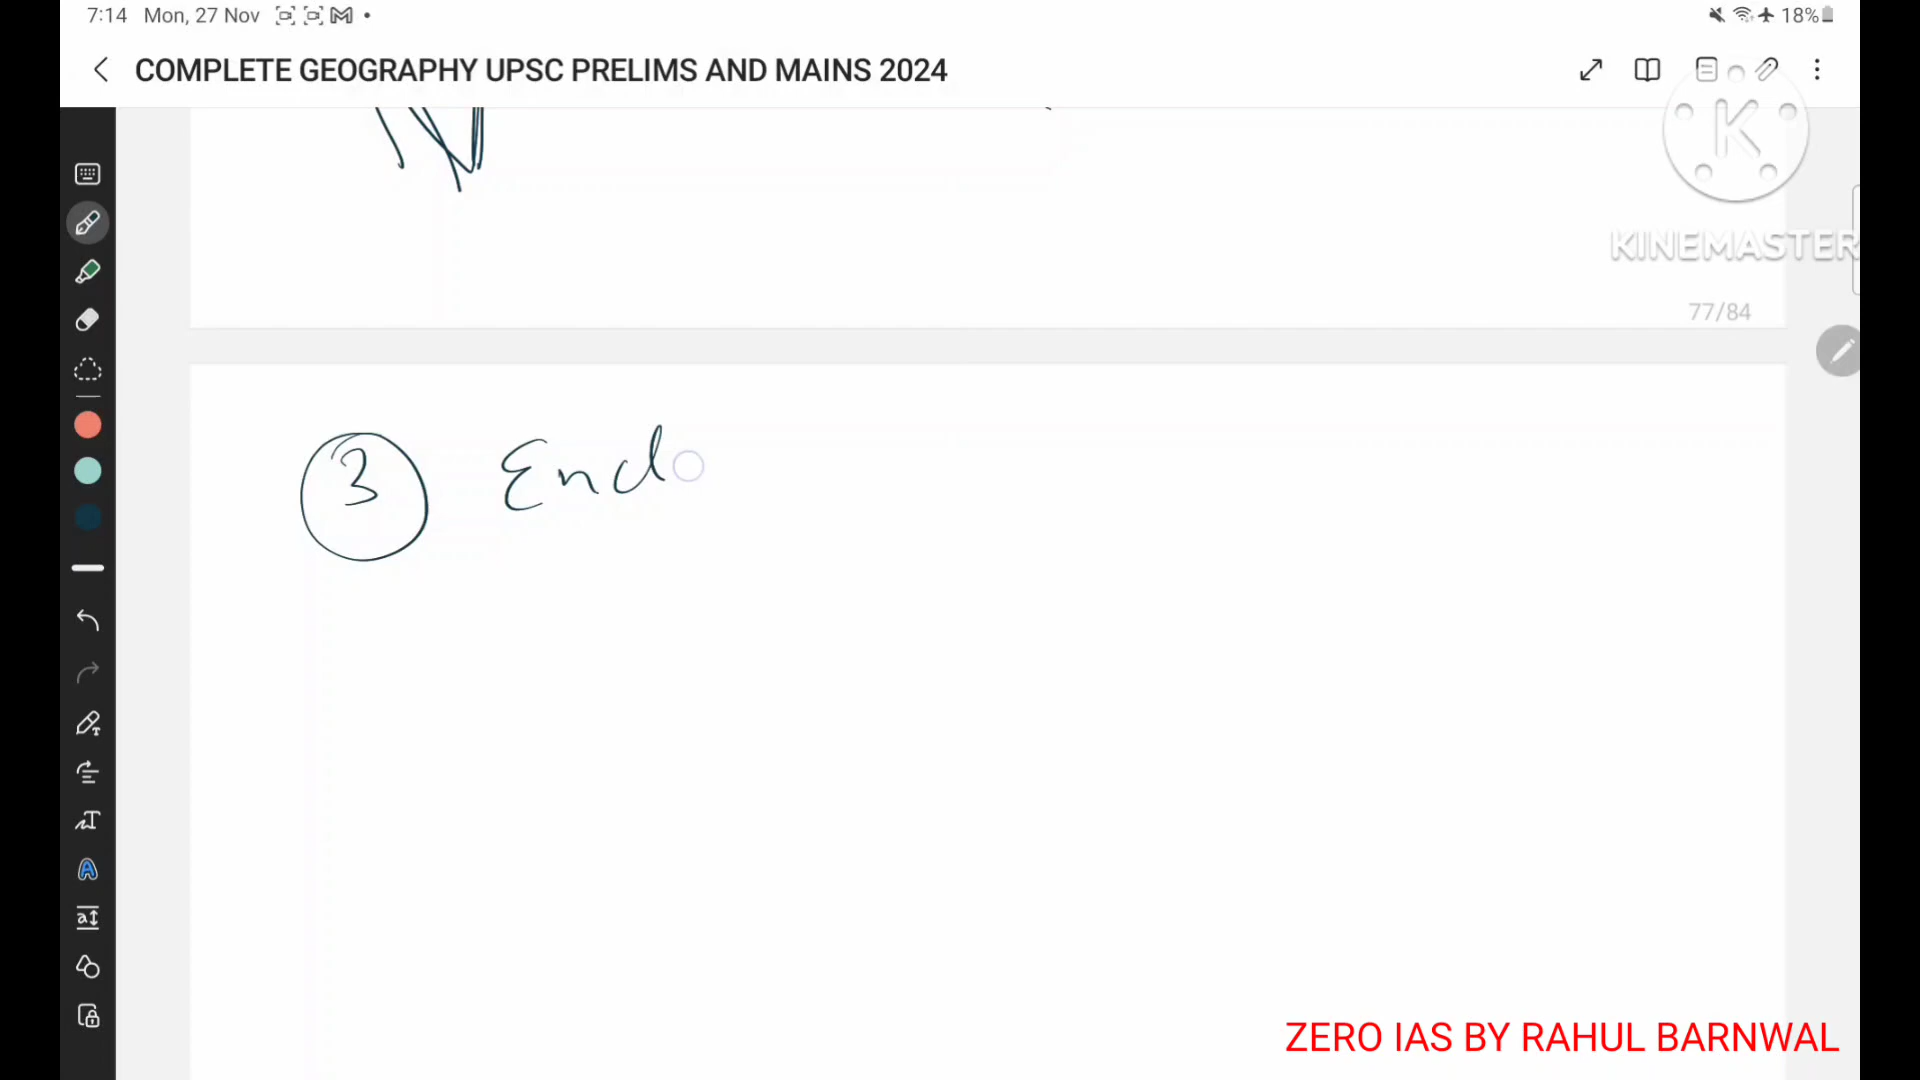 7:14 Mon, 27 Nov
18%
COMPLETE GEOGRAPHY UPSC PRELIMS AND MAINS 2024
K
KINEMASTER
77/84
3 End
ZERO IAS BY RAHUL BARNWAL